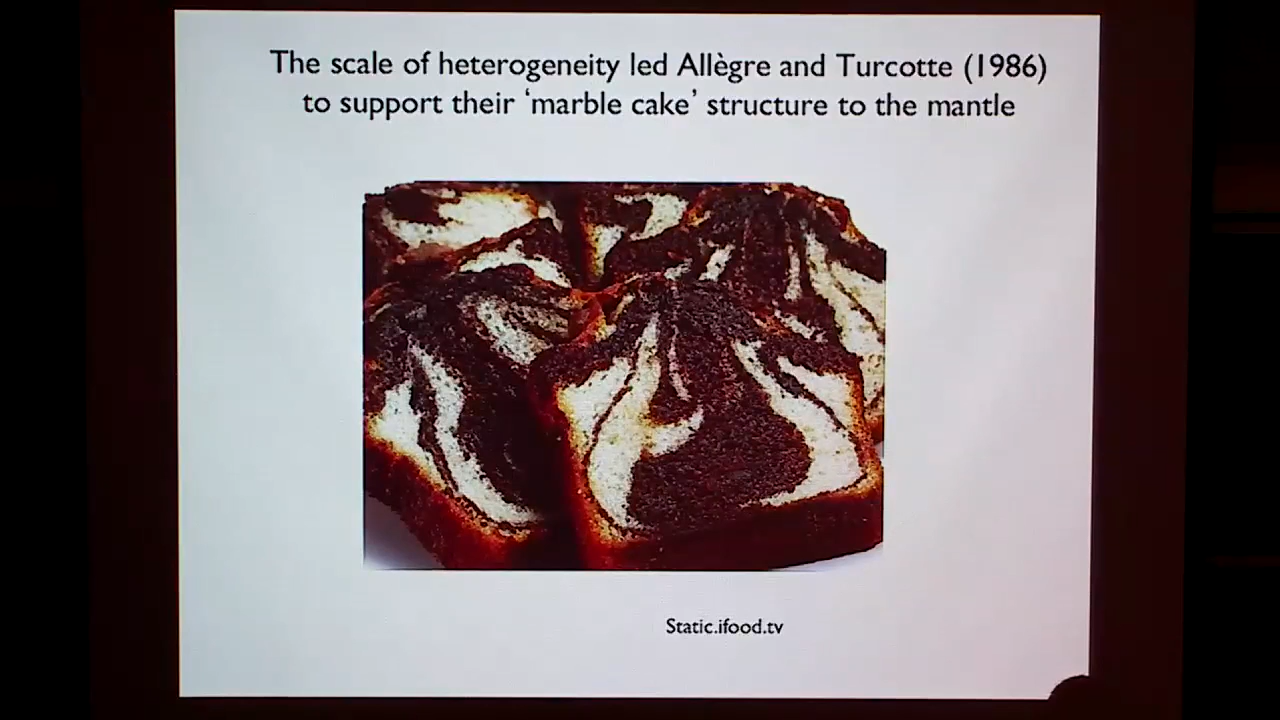 The scale of heterogeneity led Allègre and Turcotte (1986)
to support their ‘marble cake’ structure to the mantle
Static.ifood.tv